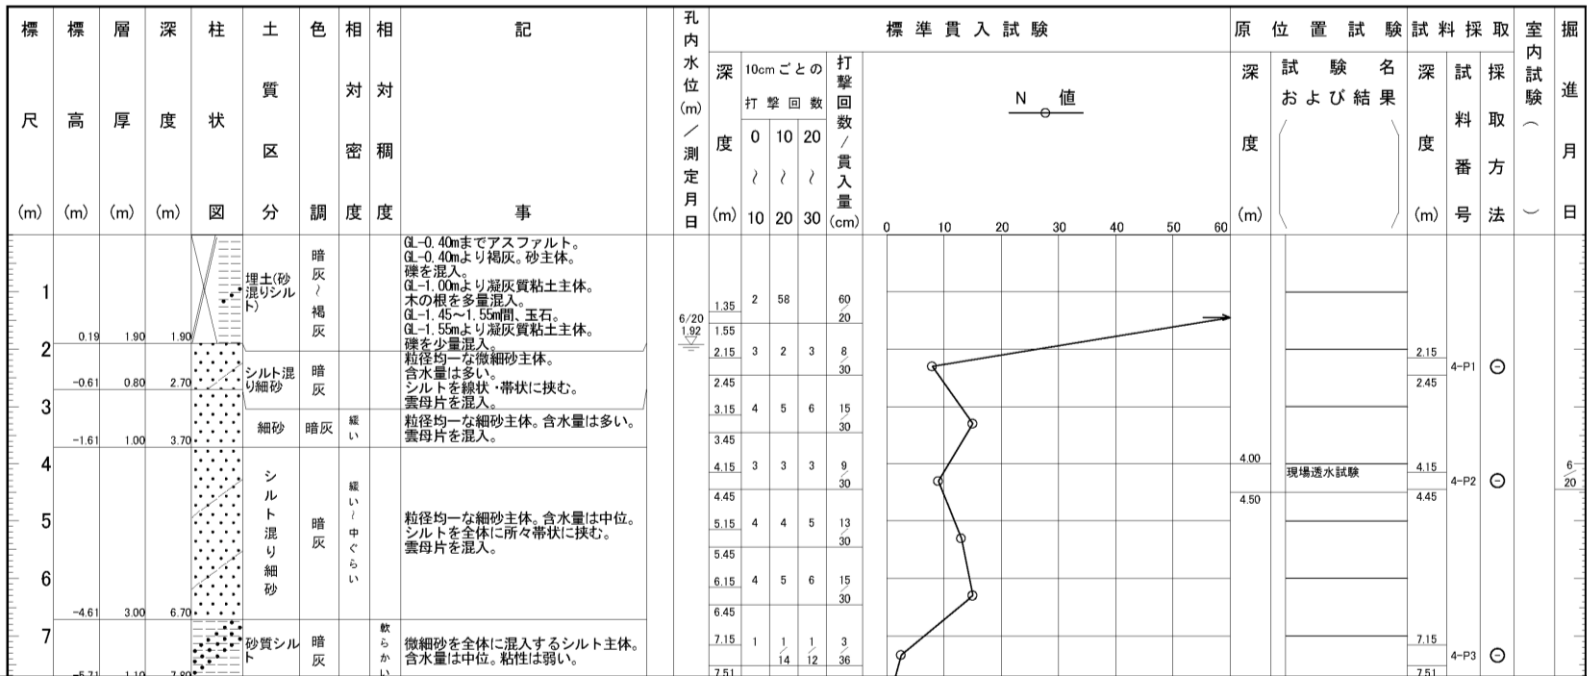 標尺(m)
標高(m)
層厚(m)
深度(m)
柱状図
土質区分
色調
相対密度
相対稠度
記事
孔内水位(m)／測定月日
標準貫入試験
深度(m)
10cmごとの
打撃回数
0～10
10～20
20～30
打撃回数／貫入量(cm)
N 値
0 10 20 30 40 50 60
原位置試験
深度(m)
試験名
および結果
試料採取
深度(m)
試料番号
採取方法
室内試験（　）
掘進月日
1
2
3
4
5
6
7
0.19 1.90 1.90
埋土(砂
混りシル
ト)
暗灰～褐灰
GL-0.40mまでアスファルト。
GL-0.40mより褐灰。砂主体。
礫を混入。
GL-1.00mより凝灰質粘土主体。
木の根を多量混入。
GL-1.45～1.55m間、玉石。
GL-1.55mより凝灰質粘土主体。
礫を少量混入。
6/20
1.92
-0.61 0.80 2.70
シルト混
り細砂
暗灰
粒径均一な微細砂主体。
含水量は多い。
シルトを線状・帯状に挟む。
雲母片を混入。
-1.61 1.00 3.70
細砂
暗灰
緩い
粒径均一な細砂主体。含水量は多い。
雲母片を混入。
-4.61 3.00 6.70
シルト混り細砂
暗灰
緩い～中ぐらい
粒径均一な細砂主体。含水量は中位。
シルトを全体に所々帯状に挟む。
雲母片を混入。
-5.71 1.10 7.80
砂質シル
ト
暗灰
軟らかい
微細砂を全体に混入するシルト主体。
含水量は中位。粘性は弱い。
1.35 2 58 60/20
1.55
2.15 3 2 3 8/30
2.45
3.15 4 5 6 15/30
3.45
4.15 3 3 3 9/30
4.45
5.15 4 4 5 13/30
5.45
6.15 4 5 6 15/30
6.45
7.15 1 1/14 1/12 3/36
7.51
4.00
現場透水試験
4.50
2.15
4-P1
2.45
4.15
4-P2
4.45
7.15
4-P3
7.51
6/20